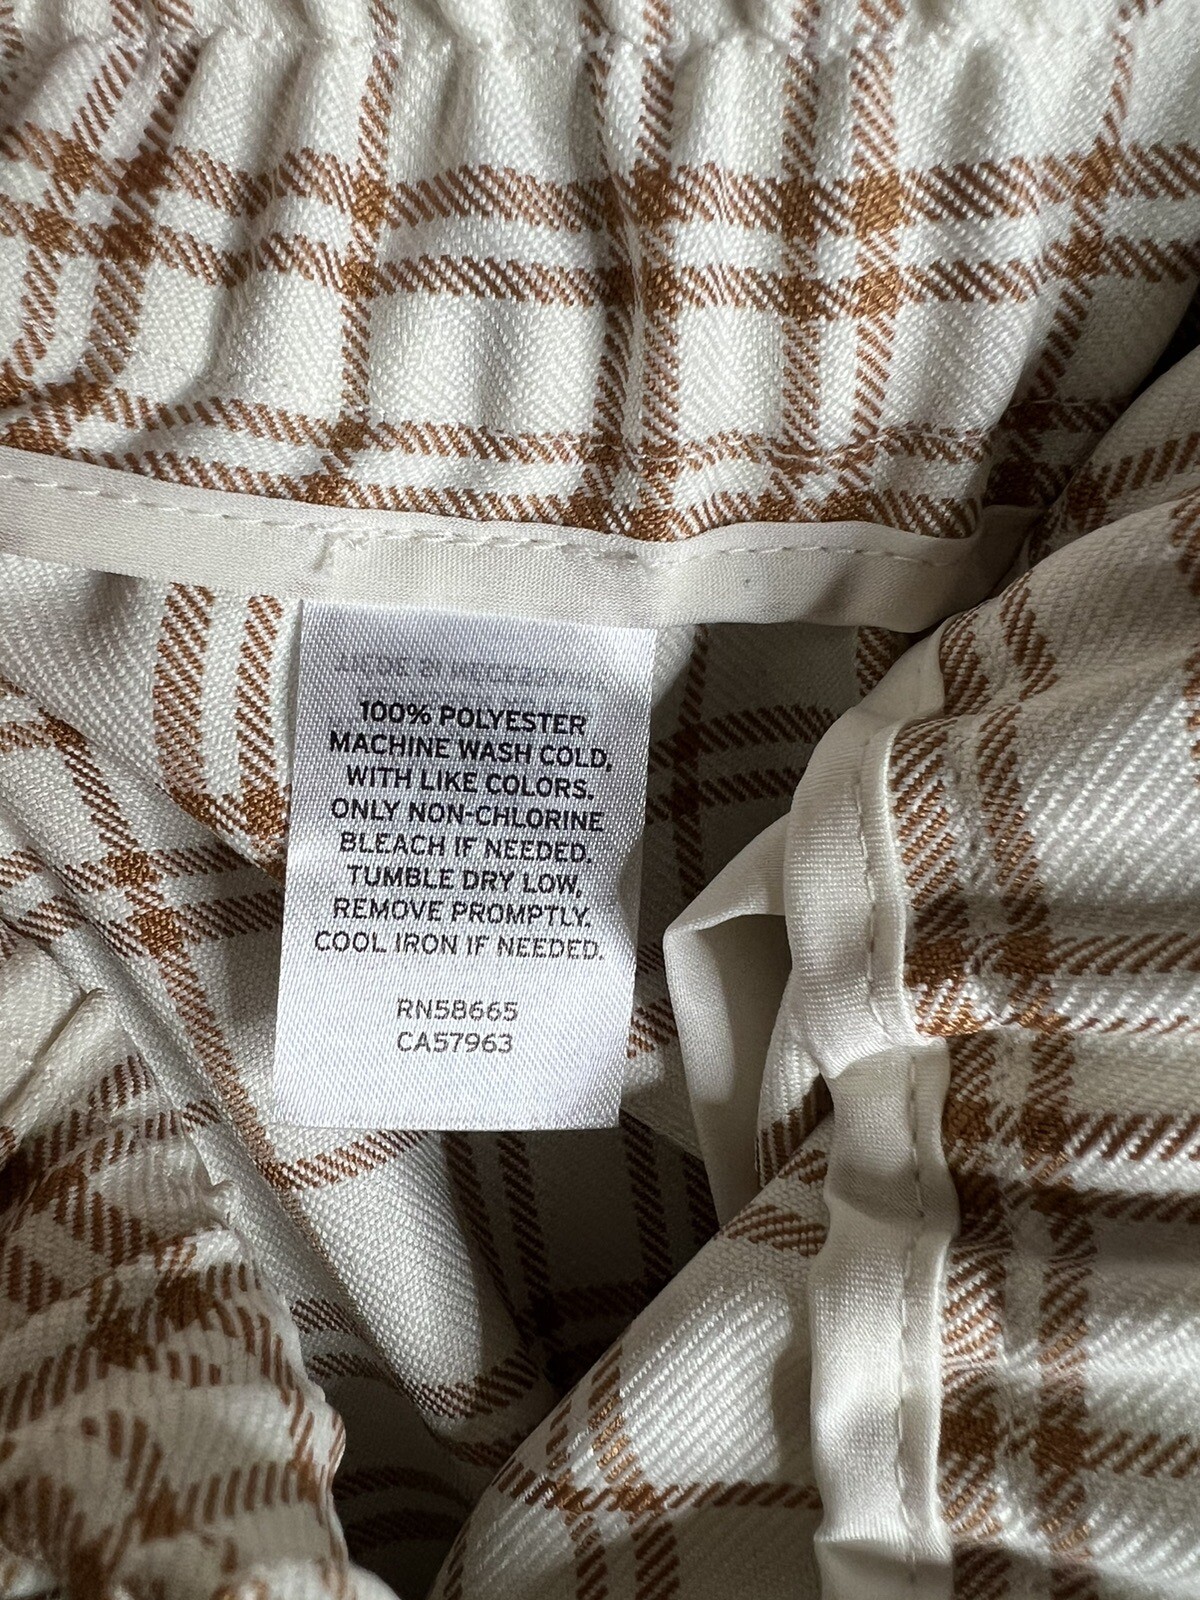 100% POLYESTER
MACHINE WASH COLD,
WITH LIKE COLORS.
ONLY NON-CHLORINE
BLEACH IF NEEDED.
TUMBLE DRY LOW,
REMOVE PROMPTLY.
COOL IRON IF NEEDED.
RN58665
CA57963